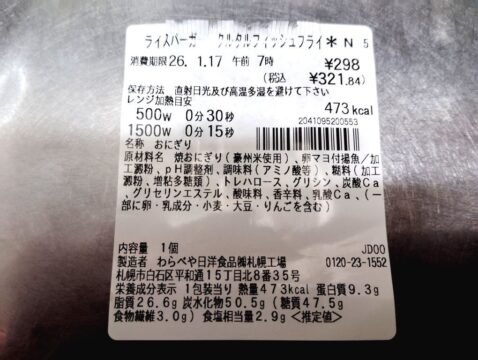 ライスバーガー タルタルフィッシュフライ＊N 5
消費期限26. 1.17 午前 7時 ¥298
(税込 ¥321.84)
保存方法 直射日光及び高温多湿を避けて下さい
レンジ加熱目安 473kcal
500w 0分30秒
1500w 0分15秒
2041095200553
名称 おにぎり
原材料名 焼おにぎり(豪州米使用)、卵マヨ付揚魚/加
工澱粉、pH調整剤、調味料(アミノ酸等)、糊料(加工
澱粉、増粘多糖類)、トレハロース、グリシン、炭酸Ca
、グリセリンエステル、酸味料、香辛料、乳酸Ca、(一
部に卵・乳成分・小麦・大豆・りんごを含む)
内容量 1個 JD00
製造者 わらべや日洋食品㈱札幌工場 0120-23-1552
札幌市白石区平和通15丁目北8番35号
栄養成分表示 1包装当り 熱量473kcal 蛋白質9.3g
脂質26.6g 炭水化物50.5g(糖質47.5g
食物繊維3.0g) 食塩相当量2.9g<推定値>